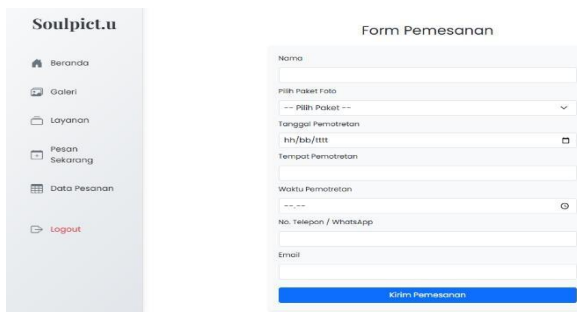 Soulpict.u
Beranda
Galeri
Layanan
Pesan
Sekarang
Data Pesanan
Logout
Form Pemesanan
Nama
Pilih Paket Foto
-- Pilih Paket --
Tanggal Pemotretan
hh/bb/tttt
Tempat Pemotretan
Waktu Pemotretan
--.--
No. Telepon / WhatsApp
Email
Kirim Pemesanan